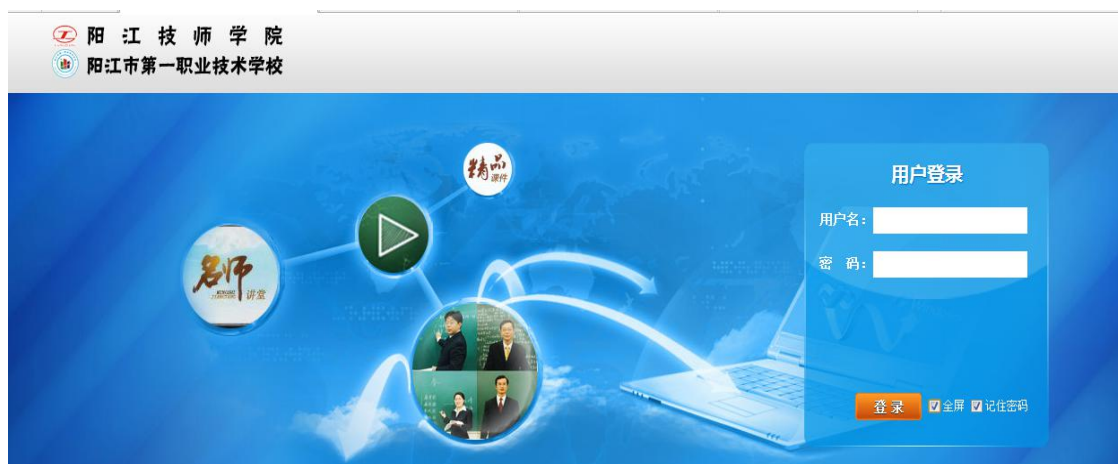 阳江技师学院
阳江市第一职业技术学校
精品
课件
名师
讲堂
用户登录
用户名:
密 码:
登录 全屏 记住密码